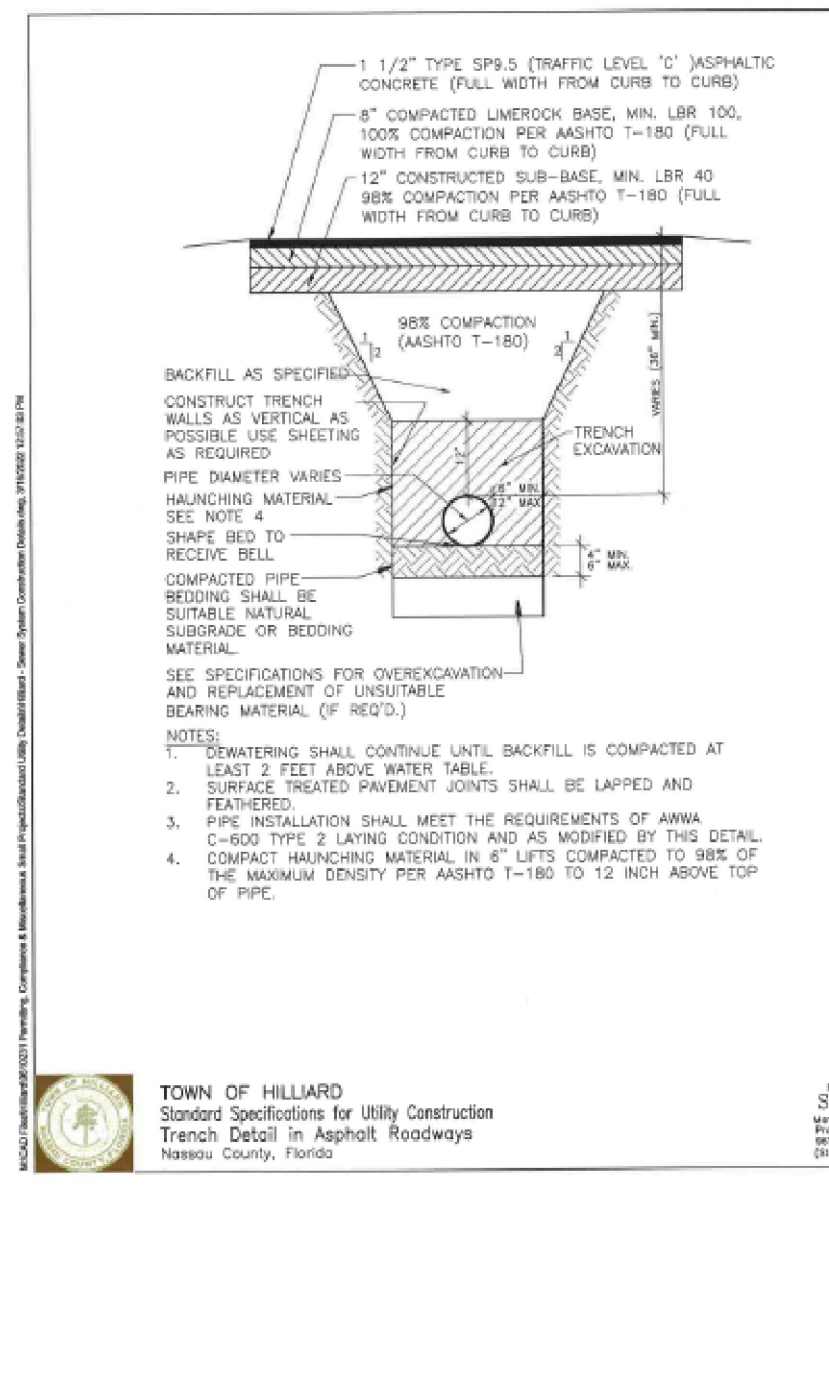 1 1/2" TYPE SP9.5 (TRAFFIC LEVEL 'C' )ASPHALTIC
CONCRETE (FULL WIDTH FROM CURB TO CURB)
8" COMPACTED LIMEROCK BASE, MIN. LBR 100,
100% COMPACTION PER AASHTO T-180 (FULL
WIDTH FROM CURB TO CURB)
12" CONSTRUCTED SUB-BASE, MIN. LBR 40
98% COMPACTION PER AASHTO T-180 (FULL
WIDTH FROM CURB TO CURB)
98% COMPACTION
(AASHTO T-180)
1
2
1
2
VARIES (36" MIN.)
BACKFILL AS SPECIFIED
CONSTRUCT TRENCH
WALLS AS VERTICAL AS
POSSIBLE USE SHEETING
AS REQUIRED
TRENCH
EXCAVATION
12"
PIPE DIAMETER VARIES
6" MIN.
12" MAX
HAUNCHING MATERIAL
SEE NOTE 4
SHAPE BED TO
RECEIVE BELL
4" MIN.
6" MAX.
COMPACTED PIPE
BEDDING SHALL BE
SUITABLE NATURAL
SUBGRADE OR BEDDING
MATERIAL.
SEE SPECIFICATIONS FOR OVEREXCAVATION
AND REPLACEMENT OF UNSUITABLE
BEARING MATERIAL (IF REQ'D.)
NOTES:
1. DEWATERING SHALL CONTINUE UNTIL BACKFILL IS COMPACTED AT
LEAST 2 FEET ABOVE WATER TABLE.
2. SURFACE TREATED PAVEMENT JOINTS SHALL BE LAPPED AND
FEATHERED.
3. PIPE INSTALLATION SHALL MEET THE REQUIREMENTS OF AWWA
C-600 TYPE 2 LAYING CONDITION AND AS MODIFIED BY THIS DETAIL.
4. COMPACT HAUNCHING MATERIAL IN 6" LIFTS COMPACTED TO 98% OF
THE MAXIMUM DENSITY PER AASHTO T-180 TO 12 INCH ABOVE TOP
OF PIPE.
TOWN OF HILLIARD
NASSAU COUNTY, FLORIDA
TOWN OF HILLIARD
Standard Specifications for Utility Construction
Trench Detail in Asphalt Roadways
Nassau County, Florida